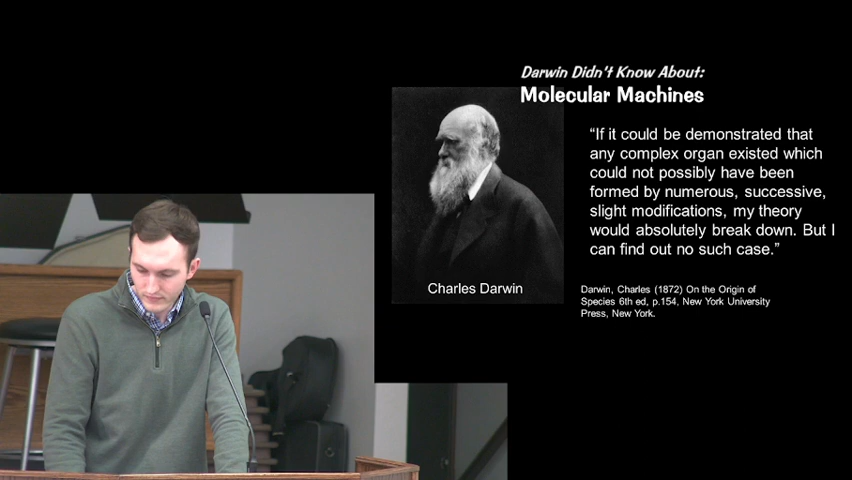 Darwin Didn't Know About:
Molecular Machines
“If it could be demonstrated that
any complex organ existed which
could not possibly have been
formed by numerous, successive,
slight modifications, my theory
would absolutely break down. But I
can find out no such case.”
Charles Darwin
Darwin, Charles (1872) On the Origin of
Species 6th ed, p.154, New York University
Press, New York.